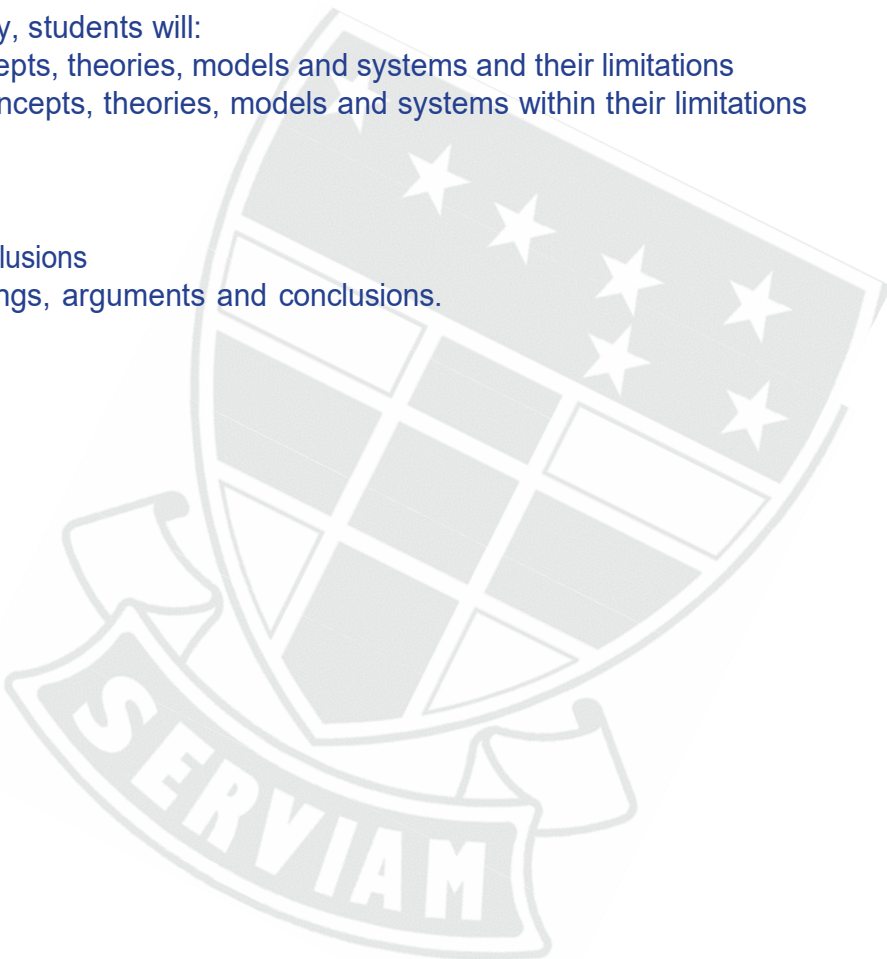 y, students will:
epts, theories, models and systems and their limitations
ncepts, theories, models and systems within their limitations
lusions
ngs, arguments and conclusions.
SERVIAM